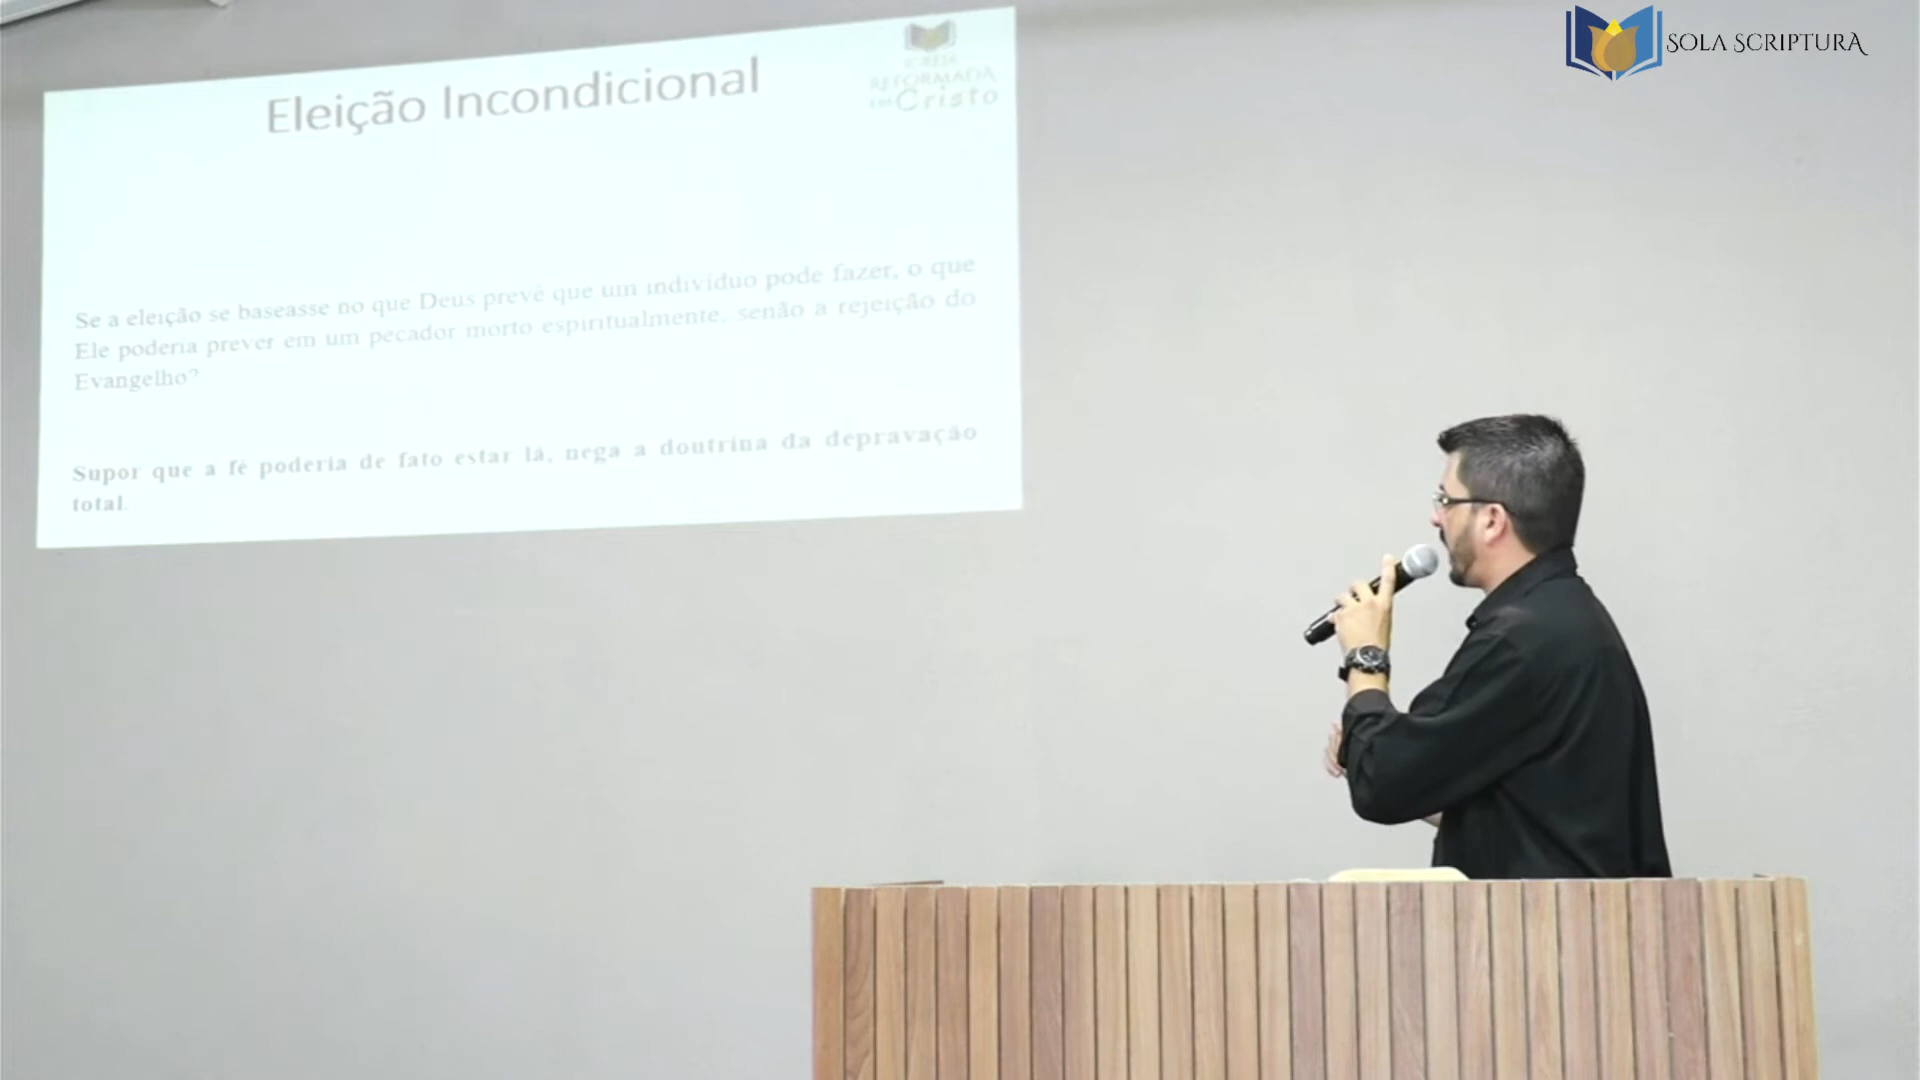 SOLA SCRIPTURA
Eleição Incondicional
IGREJA
REFORMADA
EM Cristo
Se a eleição se baseasse no que Deus prevê que um indivíduo pode fazer, o que
Ele poderia prever em um pecador morto espiritualmente, senão a rejeição do
Evangelho?
Supor que a fé poderia de fato estar lá, nega a doutrina da depravação
total.